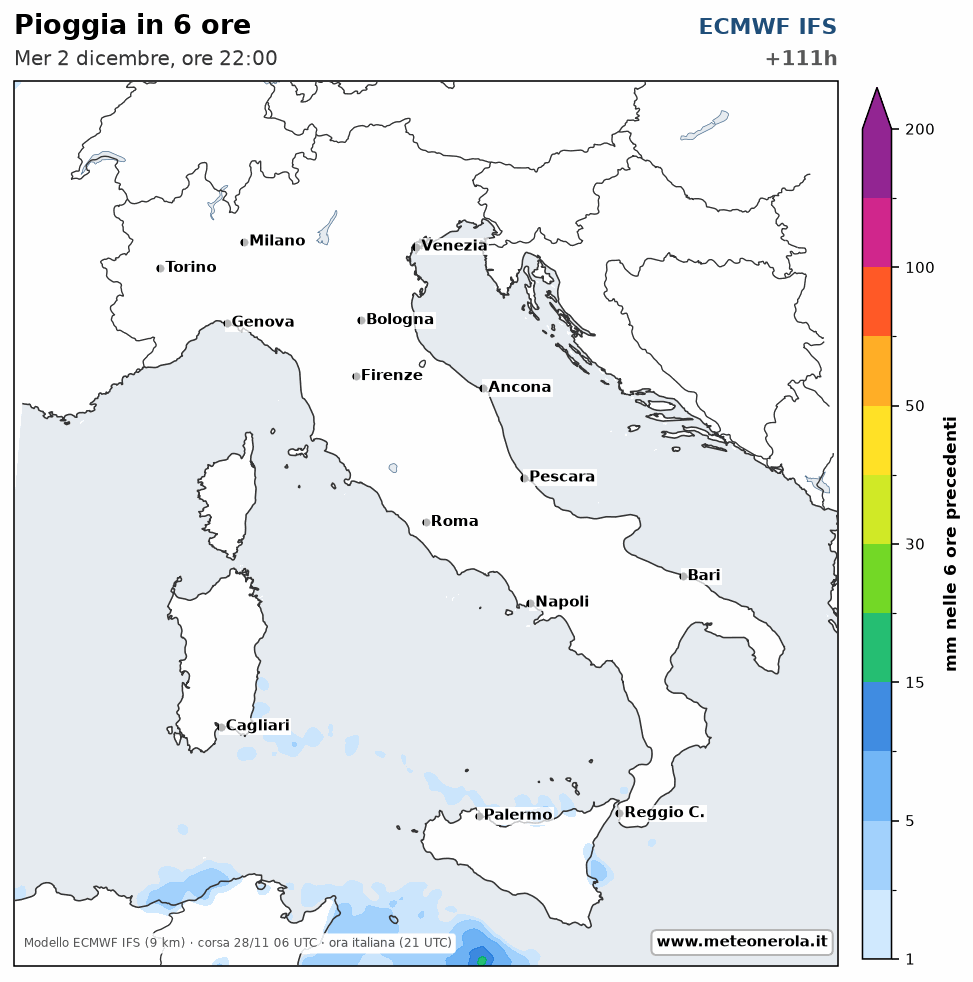 Pioggia in 6 ore
ECMWF IFS
Mer 2 dicembre, ore 22:00
+111h
Milano
Venezia
Torino
Genova
Bologna
Firenze
Ancona
Pescara
Roma
Bari
Napoli
Cagliari
Palermo
Reggio C.
200
100
50
30
15
5
1
mm nelle 6 ore precedenti
Modello ECMWF IFS (9 km) · corsa 28/11 06 UTC · ora italiana (21 UTC)
www.meteonerola.it